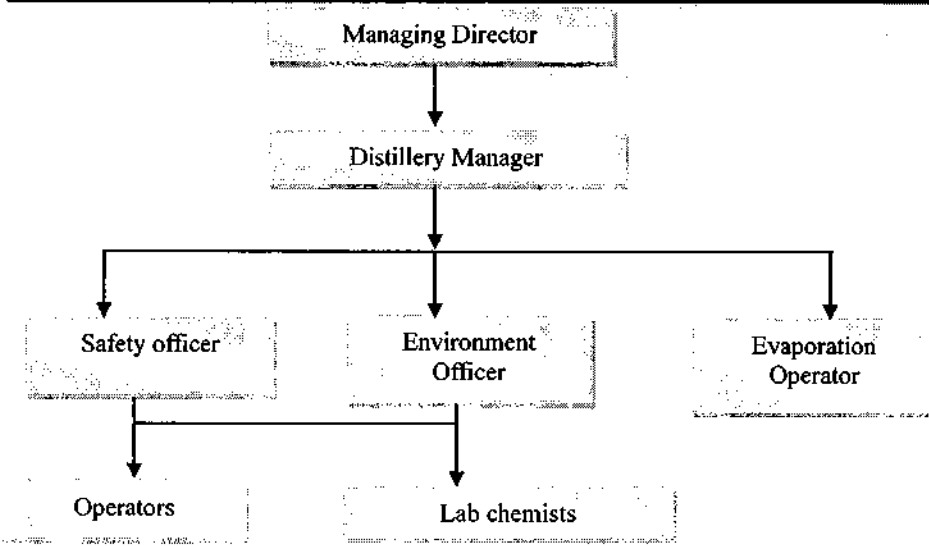 Managing Director
Distillery Manager
Safety officer
Environment
Officer
Evaporation
Operator
Operators
Lab chemists